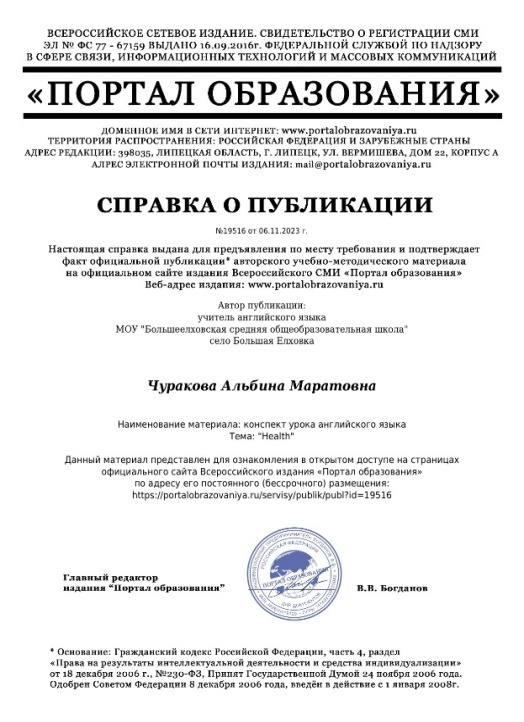 ВСЕРОССИЙСКОЕ СЕТЕВОЕ ИЗДАНИЕ. СВИДЕТЕЛЬСТВО О РЕГИСТРАЦИИ СМИ
ЭЛ № ФС 77 - 67159 ВЫДАНО 16.09.2016г. ФЕДЕРАЛЬНОЙ СЛУЖБОЙ ПО НАДЗОРУ
В СФЕРЕ СВЯЗИ, ИНФОРМАЦИОННЫХ ТЕХНОЛОГИЙ И МАССОВЫХ КОММУНИКАЦИЙ
«ПОРТАЛ ОБРАЗОВАНИЯ»
ДОМЕННОЕ ИМЯ В СЕТИ ИНТЕРНЕТ: www.portalobrazovaniya.ru
ТЕРРИТОРИЯ РАСПРОСТРАНЕНИЯ: РОССИЙСКАЯ ФЕДЕРАЦИЯ И ЗАРУБЕЖНЫЕ СТРАНЫ
АДРЕС РЕДАКЦИИ: 398035, ЛИПЕЦКАЯ ОБЛАСТЬ, Г. ЛИПЕЦК, УЛ. ВЕРМИШЕВА, ДОМ 22, КОРПУС А
АДРЕС ЭЛЕКТРОННОЙ ПОЧТЫ ИЗДАНИЯ: mail@portalobrazovaniya.ru
СПРАВКА О ПУБЛИКАЦИИ
№19516 от 06.11.2023 г.
Настоящая справка выдана для предъявления по месту требования и подтверждает
факт официальной публикации* авторского учебно-методического материала
на официальном сайте издания Всероссийского СМИ «Портал образования»
Веб-адрес издания: www.portalobrazovaniya.ru
Автор публикации:
учитель английского языка
МОУ "Большеелховская средняя общеобразовательная школа"
село Большая Елховка
Чуракова Альбина Маратовна
Наименование материала: конспект урока английского языка
Тема: "Health"
Данный материал представлен для ознакомления в открытом доступе на страницах
официального сайта Всероссийского издания «Портал образования»
по адресу его постоянного (бессрочного) размещения:
https://portalobrazovaniya.ru/servisy/publik/publ?id=19516
РОССИЙСКАЯ ФЕДЕРАЦИЯ
ПОРТАЛ ОБРАЗОВАНИЯ
ДЛЯ ДОКУМЕНТОВ
Главный редактор
издания “Портал образования”
В.В. Богданов
* Основание: Гражданский кодекс Российской Федерации, часть 4, раздел
«Права на результаты интеллектуальной деятельности и средства индивидуализации»
от 18 декабря 2006 г., №230-ФЗ, Принят Государственной Думой 24 ноября 2006 года.
Одобрен Советом Федерации 8 декабря 2006 года, введён в действие с 1 января 2008г.